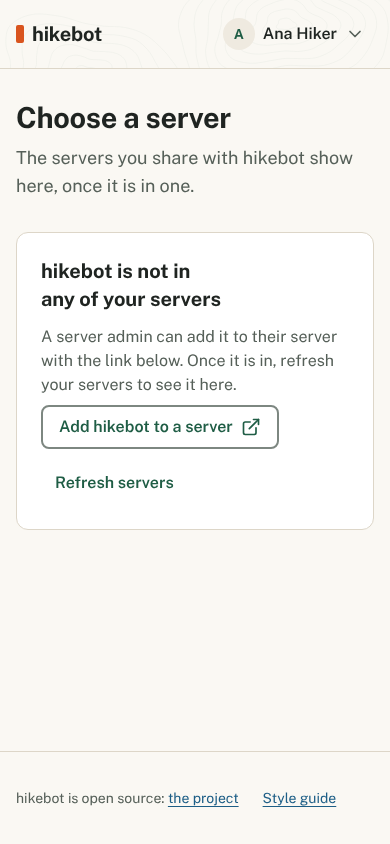 hikebot
A Ana Hiker
Choose a server
The servers you share with hikebot show
here, once it is in one.
hikebot is not in
any of your servers
A server admin can add it to their server
with the link below. Once it is in, refresh
your servers to see it here.
Add hikebot to a server
Refresh servers
hikebot is open source: the project Style guide